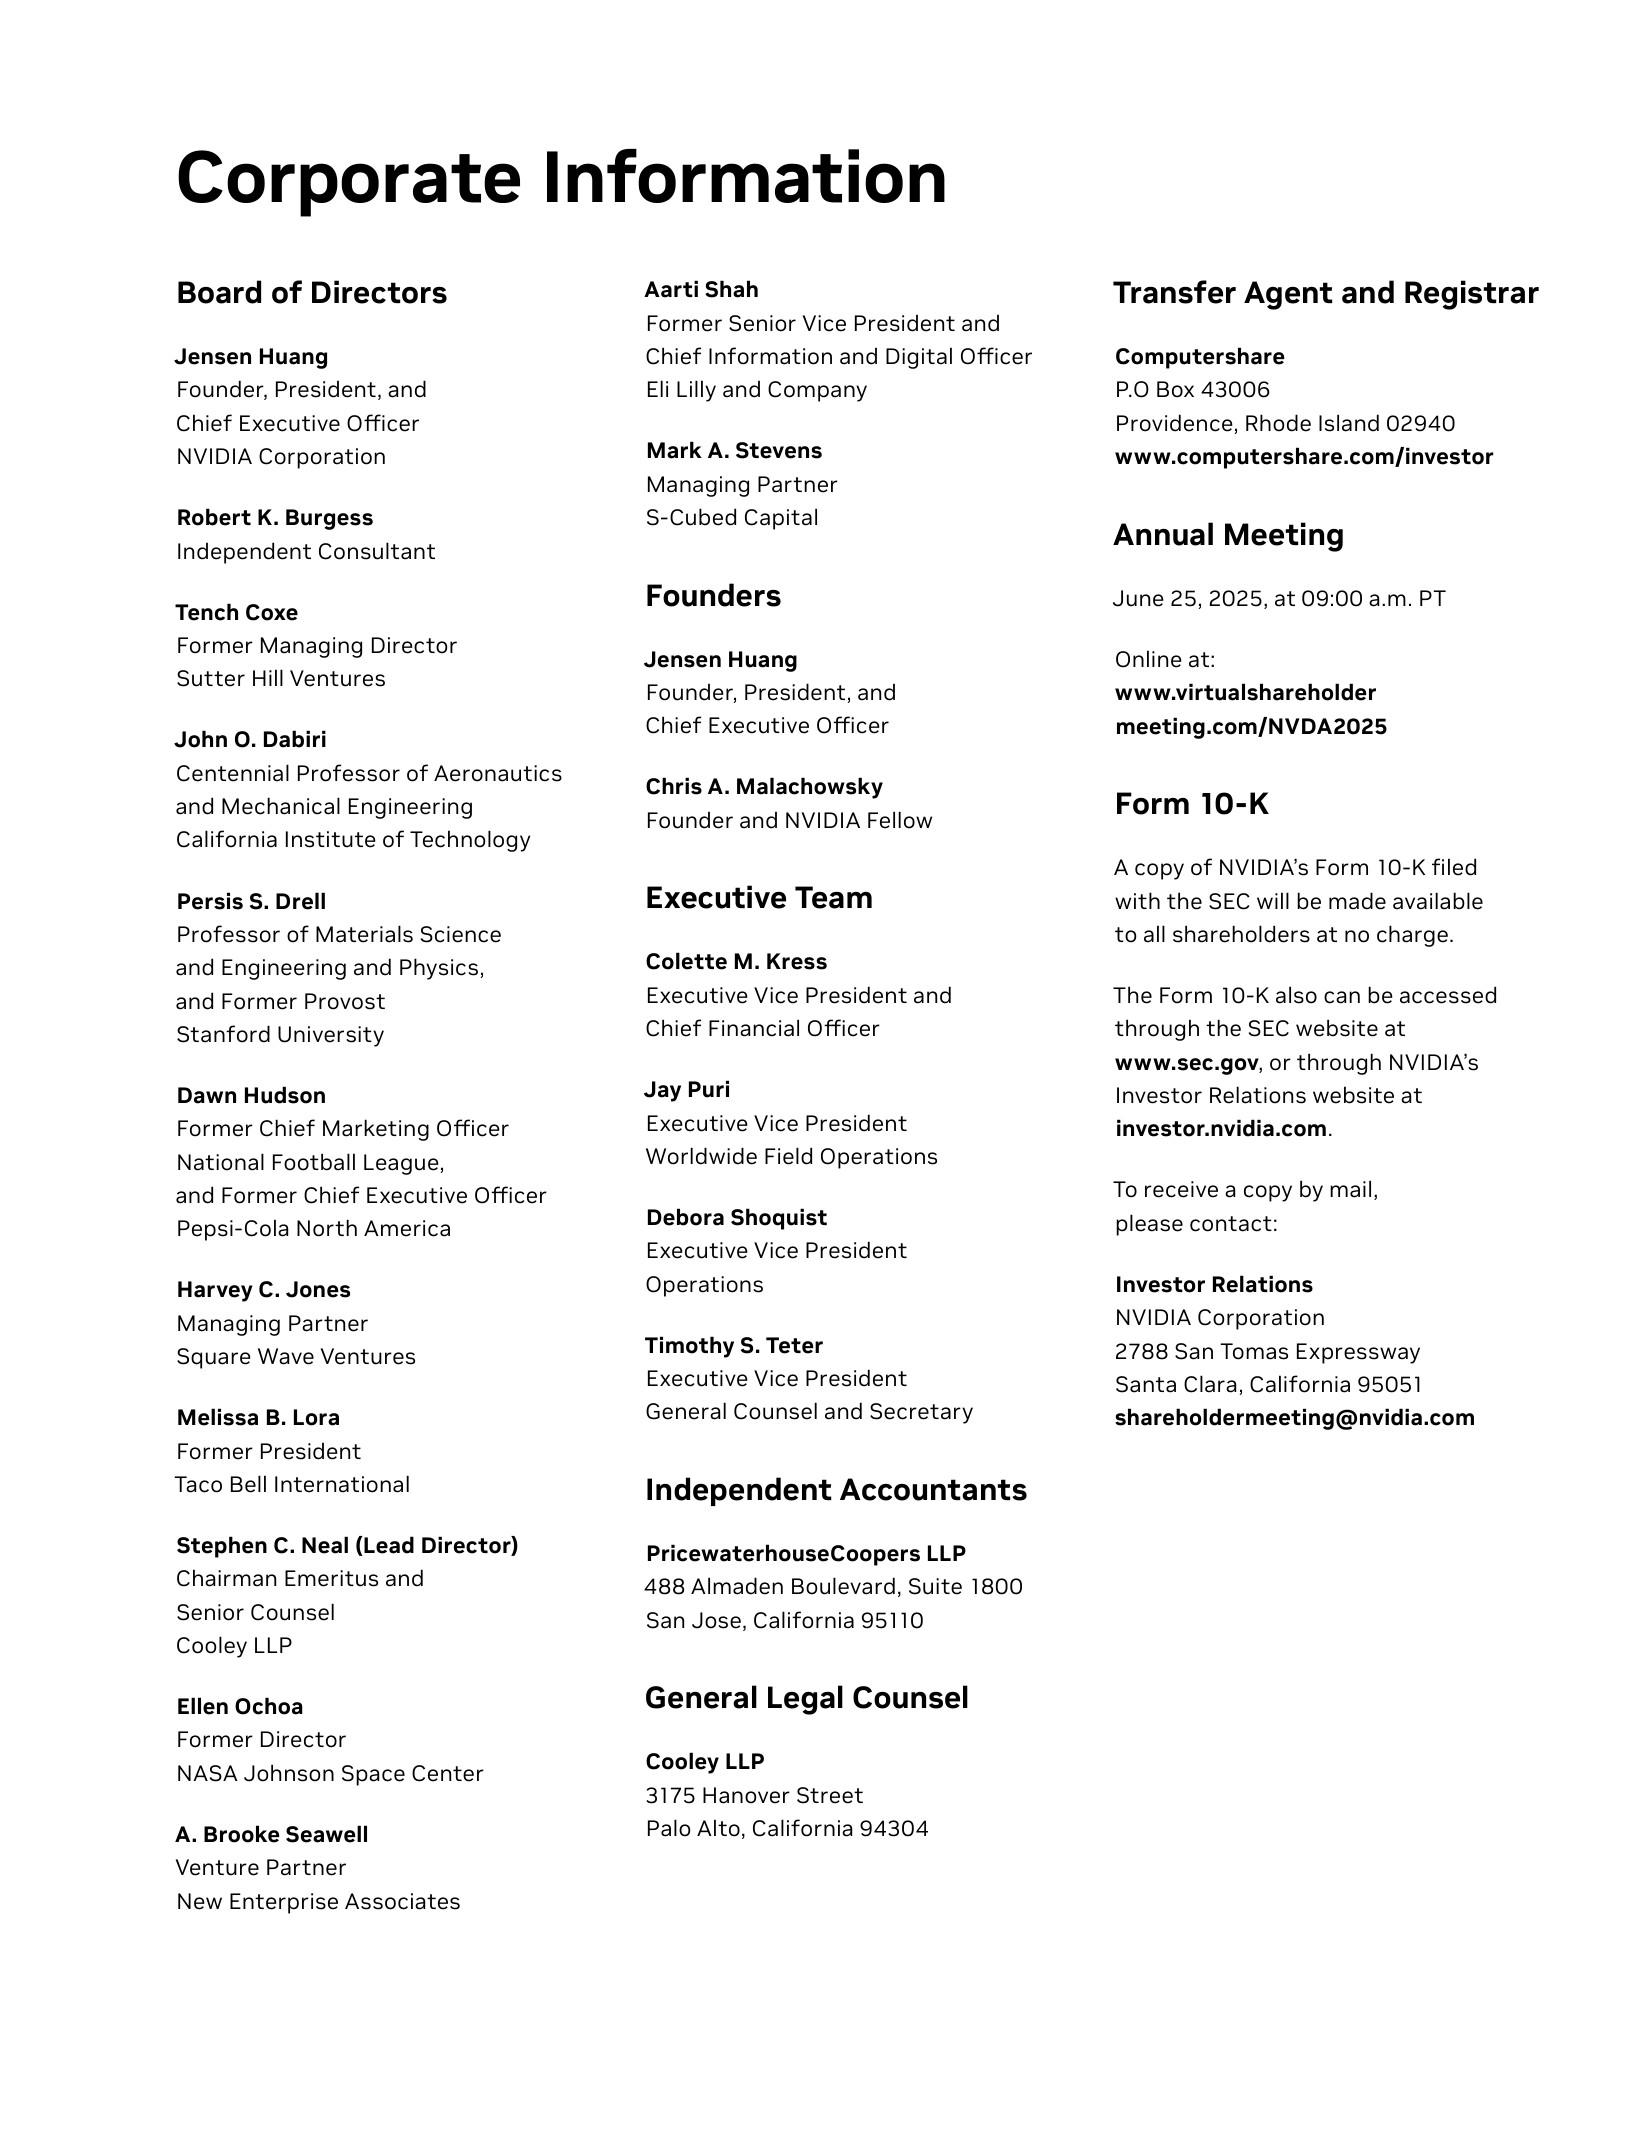 Corporate Information
Board of Directors
Jensen Huang
Founder, President, and
Chief Executive Officer
NVIDIA Corporation
Robert K. Burgess
Independent Consultant
Tench Coxe
Former Managing Director
Sutter Hill Ventures
John O. Dabiri
Centennial Professor of Aeronautics
and Mechanical Engineering
California Institute of Technology
Persis S. Drell
Professor of Materials Science
and Engineering and Physics,
and Former Provost
Stanford University
Dawn Hudson
Former Chief Marketing Officer
National Football League,
and Former Chief Executive Officer
Pepsi-Cola North America
Harvey C. Jones
Managing Partner
Square Wave Ventures
Melissa B. Lora
Former President
Taco Bell International
Stephen C. Neal (Lead Director)
Chairman Emeritus and
Senior Counsel
Cooley LLP
Ellen Ochoa
Former Director
NASA Johnson Space Center
A. Brooke Seawell
Venture Partner
New Enterprise Associates
Aarti Shah
Former Senior Vice President and
Chief Information and Digital Officer
Eli Lilly and Company
Mark A. Stevens
Managing Partner
S-Cubed Capital
Founders
Jensen Huang
Founder, President, and
Chief Executive Officer
Chris A. Malachowsky
Founder and NVIDIA Fellow
Executive Team
Colette M. Kress
Executive Vice President and
Chief Financial Officer
Jay Puri
Executive Vice President
Worldwide Field Operations
Debora Shoquist
Executive Vice President
Operations
Timothy S. Teter
Executive Vice President
General Counsel and Secretary
Independent Accountants
PricewaterhouseCoopers LLP
488 Almaden Boulevard, Suite 1800
San Jose, California 95110
General Legal Counsel
Cooley LLP
3175 Hanover Street
Palo Alto, California 94304
Transfer Agent and Registrar
Computershare
P.O Box 43006
Providence, Rhode Island 02940
www.computershare.com/investor
Annual Meeting
June 25, 2025, at 09:00 a.m. PT
Online at:
www.virtualshareholder
meeting.com/NVDA2025
Form 10-K
A copy of NVIDIA’s Form 10-K filed
with the SEC will be made available
to all shareholders at no charge.
The Form 10-K also can be accessed
through the SEC website at
www.sec.gov, or through NVIDIA’s
Investor Relations website at
investor.nvidia.com.
To receive a copy by mail,
please contact:
Investor Relations
NVIDIA Corporation
2788 San Tomas Expressway
Santa Clara, California 95051
shareholdermeeting@nvidia.com